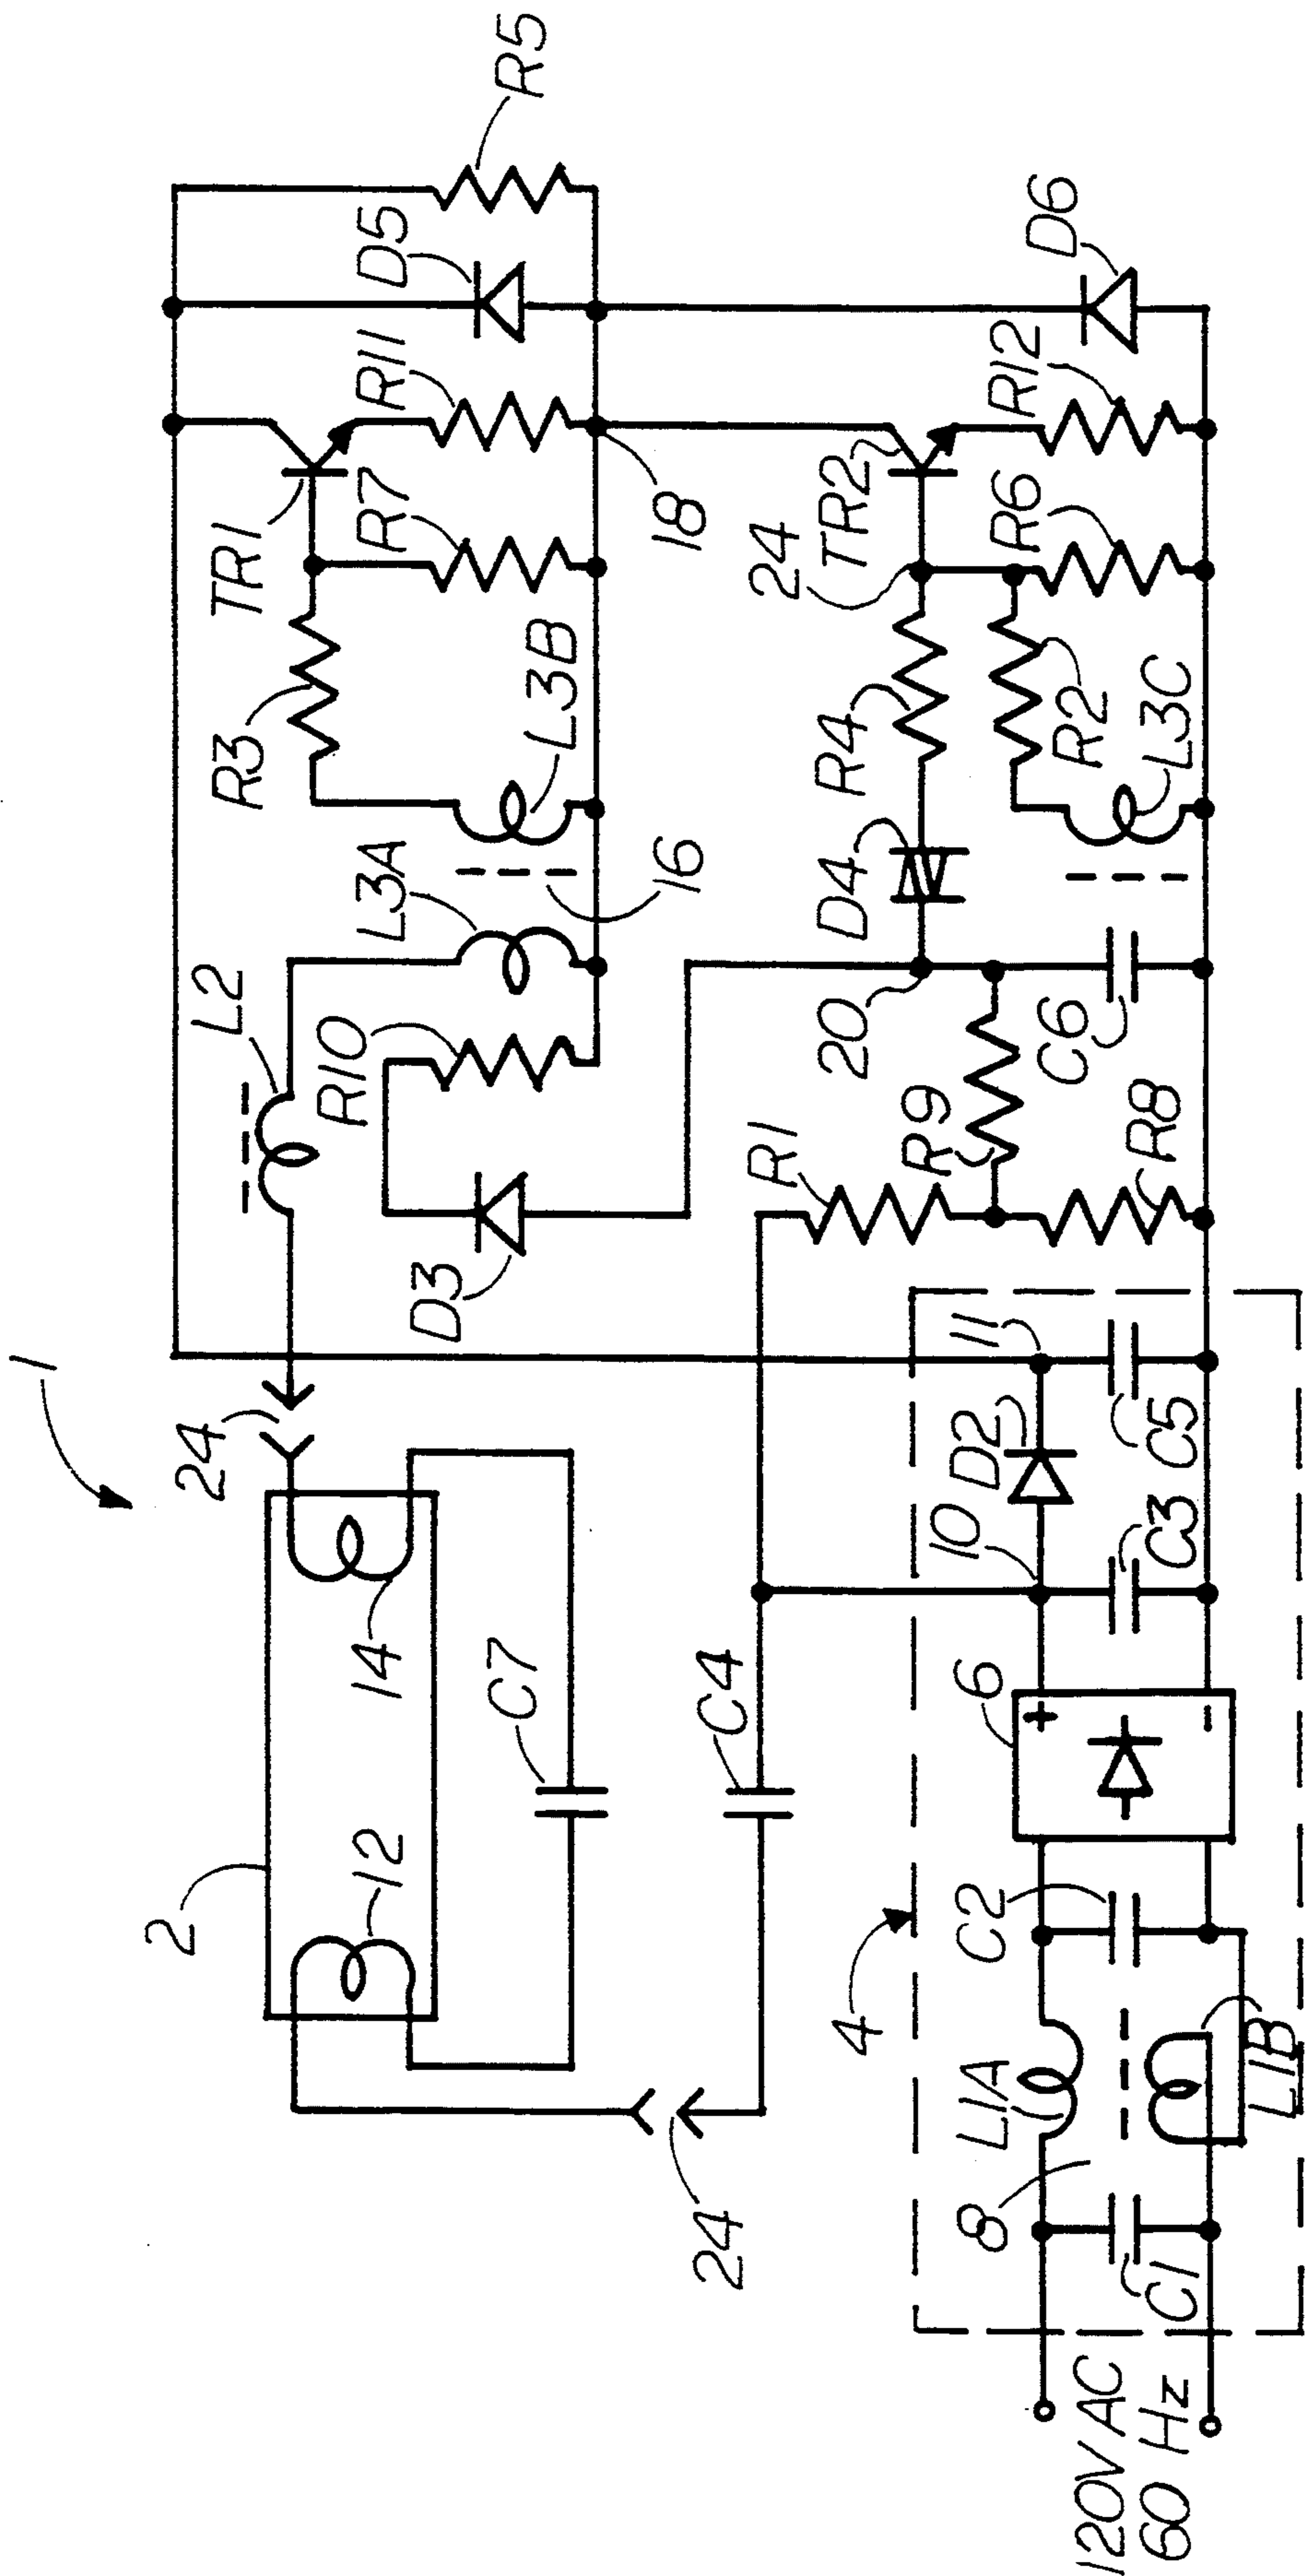 1
2
12
14
24
L2
L3A
R10
D3
R3
TR1
R7
R11
D5
R5
L3B
16
18
C7
C4
24
R1
R9
R8
20
C6
D4
R4
24
TR2
R2
L3C
R6
R12
D6
4
8
L1A
L1B
C1
C2
6
10
C3
D2
11
C5
120V AC
60 Hz